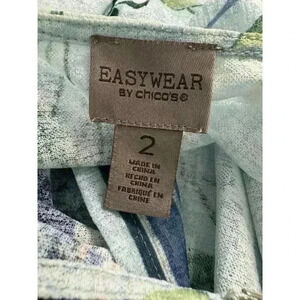 EASYWEAR
BY CHICO'S®
2
MADE IN
CHINA
HECHO EN
CHINA
FABRIQUÉ EN
CHINE